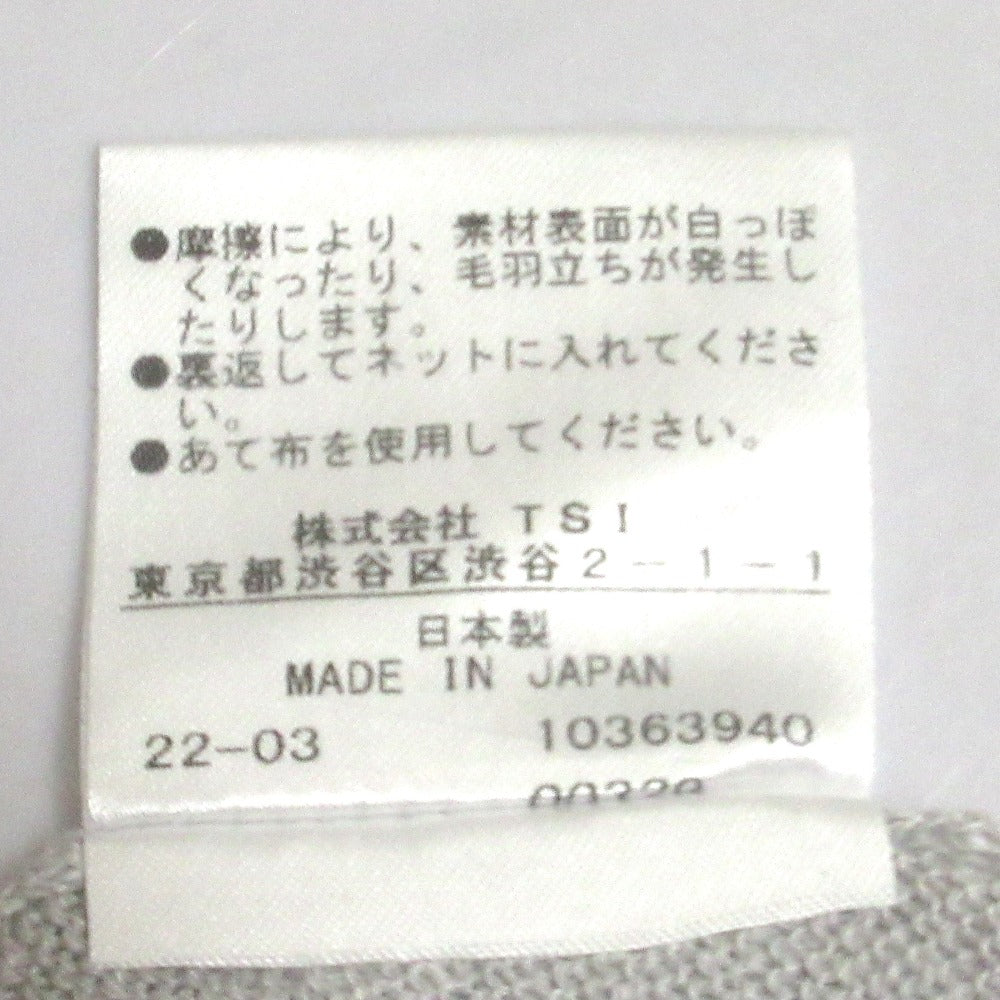 ●摩擦により、素材表面が白っぽ
くなったり、毛羽立ちが発生し
たりします。
●裏返してネットに入れてくださ
い。
●あて布を使用してください。
株式会社 TSI
東京都渋谷区渋谷2-1-1
日本製
MADE IN JAPAN
22-03 10363940